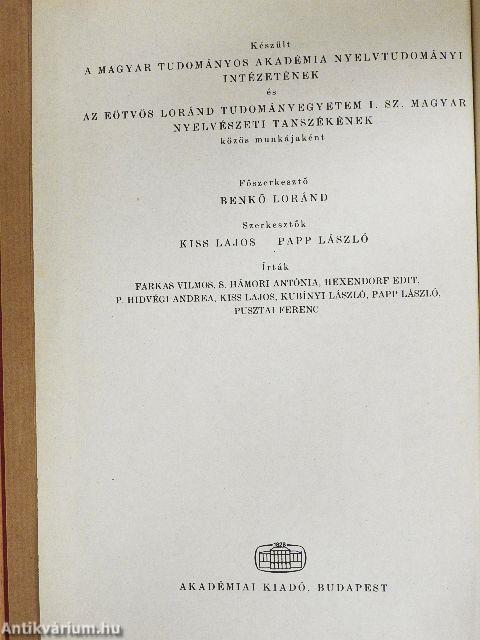 Készült
A MAGYAR TUDOMÁNYOS AKADÉMIA NYELVTUDOMÁNYI
INTÉZETÉNEK
és
AZ EÖTVÖS LORÁND TUDOMÁNYEGYETEM I. SZ. MAGYAR
NYELVÉSZETI TANSZÉKÉNEK
közös munkájaként
Főszerkesztő
BENKŐ LORÁND
Szerkesztők
KISS LAJOS PAPP LÁSZLÓ
Írták
FARKAS VILMOS, S. HÁMORI ANTÓNIA, HEXENDORF EDIT,
P. HIDVÉGI ANDREA, KISS LAJOS, KUBÍNYI LÁSZLÓ, PAPP LÁSZLÓ,
PUSZTAI FERENC
1828
AKADÉMIAI KIADÓ, BUDAPEST
Antikvárium.hu